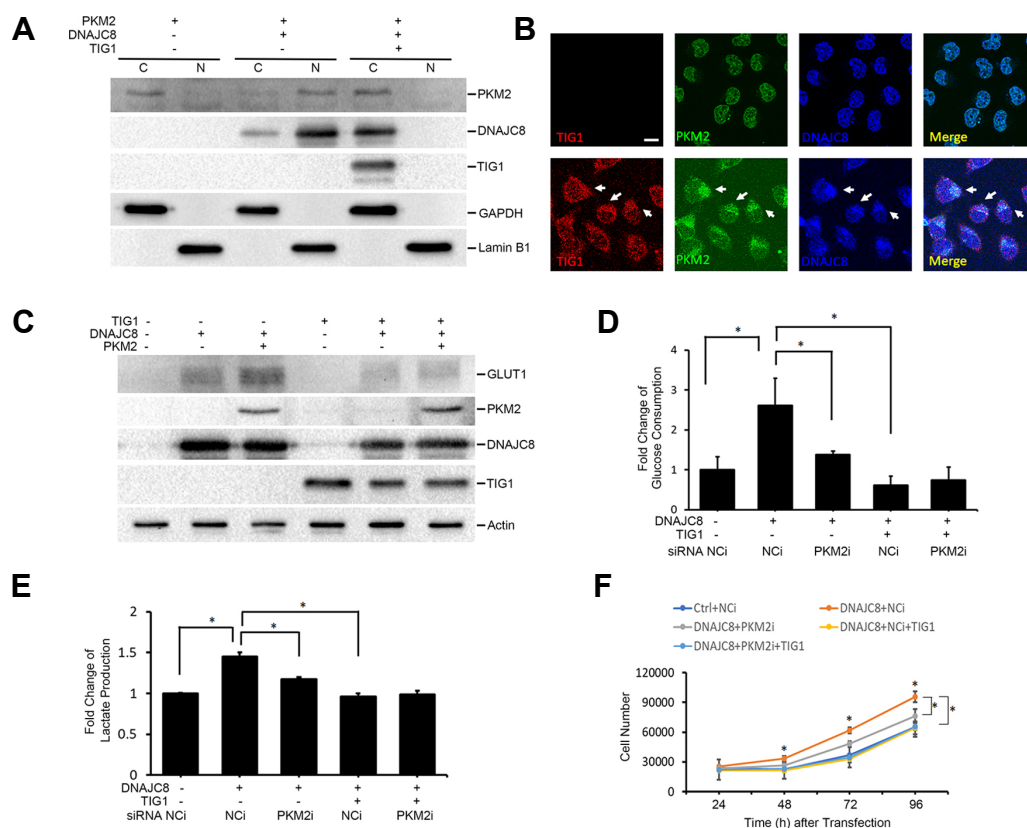 A
PKM2 + + +
DNAJC8 - + +
TIG1 - - +
C N C N C N
PKM2
DNAJC8
TIG1
GAPDH
Lamin B1
B
TIG1 PKM2 DNAJC8 Merge
TIG1 PKM2 DNAJC8 Merge
C
TIG1 - - - + + +
DNAJC8 - + + - + +
PKM2 - - + - - +
GLUT1
PKM2
DNAJC8
TIG1
Actin
D
Fold Change of
Glucose Consumption
4
3
2
1
0
* * *
DNAJC8 - + + + +
TIG1 - - - + +
siRNA NCi NCi PKM2i NCi PKM2i
E
Fold Change of
Lactate Production
2
1.5
1
0.5
0
* * *
DNAJC8 - + + + +
TIG1 - - - + +
siRNA NCi NCi PKM2i NCi PKM2i
F
Ctrl+NCi DNAJC8+NCi
DNAJC8+PKM2i DNAJC8+NCi+TIG1
DNAJC8+PKM2i+TIG1
Cell Number
120000
90000
60000
30000
0
* * * * *
24 48 72 96
Time (h) after Transfection